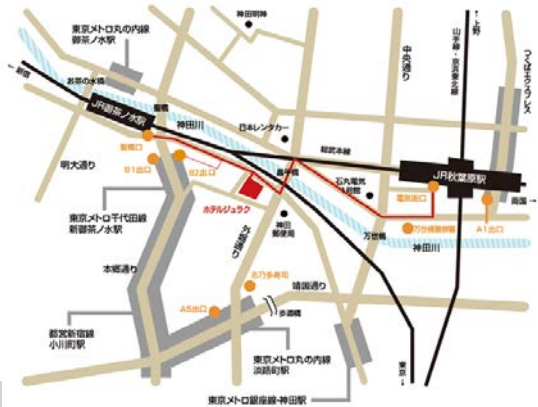 神田明神
東京メトロ丸の内線
御茶ノ水駅
中央通り
↑上野
山手線・京浜東北線
つくばエクスプレス
←新宿
お茶の水橋
JR御茶ノ水駅
聖橋
神田川
日本レンタカー
総武本線
聖橋口
明大通り
B1出口
B2出口
昌平橋
石丸電気
JR秋葉原駅
電気街口
両国→
ホテルジュラク
神田
郵便局
万世橋
万世橋警察署
A1出口
神田川
東京メトロ千代田線
新御茶ノ水駅
外堀通り
本郷通り
志乃多寿司
靖国通り
A5出口
歩道橋
都営新宿線
小川町駅
東京メトロ丸の内線
淡路町駅
東京→
東京メトロ銀座線・神田駅